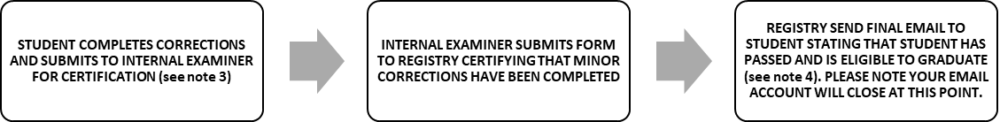 STUDENT COMPLETES CORRECTIONS
AND SUBMITS TO INTERNAL EXAMINER
FOR CERTIFICATION (see note 3)
INTERNAL EXAMINER SUBMITS FORM
TO REGISTRY CERTIFYING THAT MINOR
CORRECTIONS HAVE BEEN COMPLETED
REGISTRY SEND FINAL EMAIL TO
STUDENT STATING THAT STUDENT HAS
PASSED AND IS ELIGIBLE TO GRADUATE
(see note 4). PLEASE NOTE YOUR EMAIL
ACCOUNT WILL CLOSE AT THIS POINT.